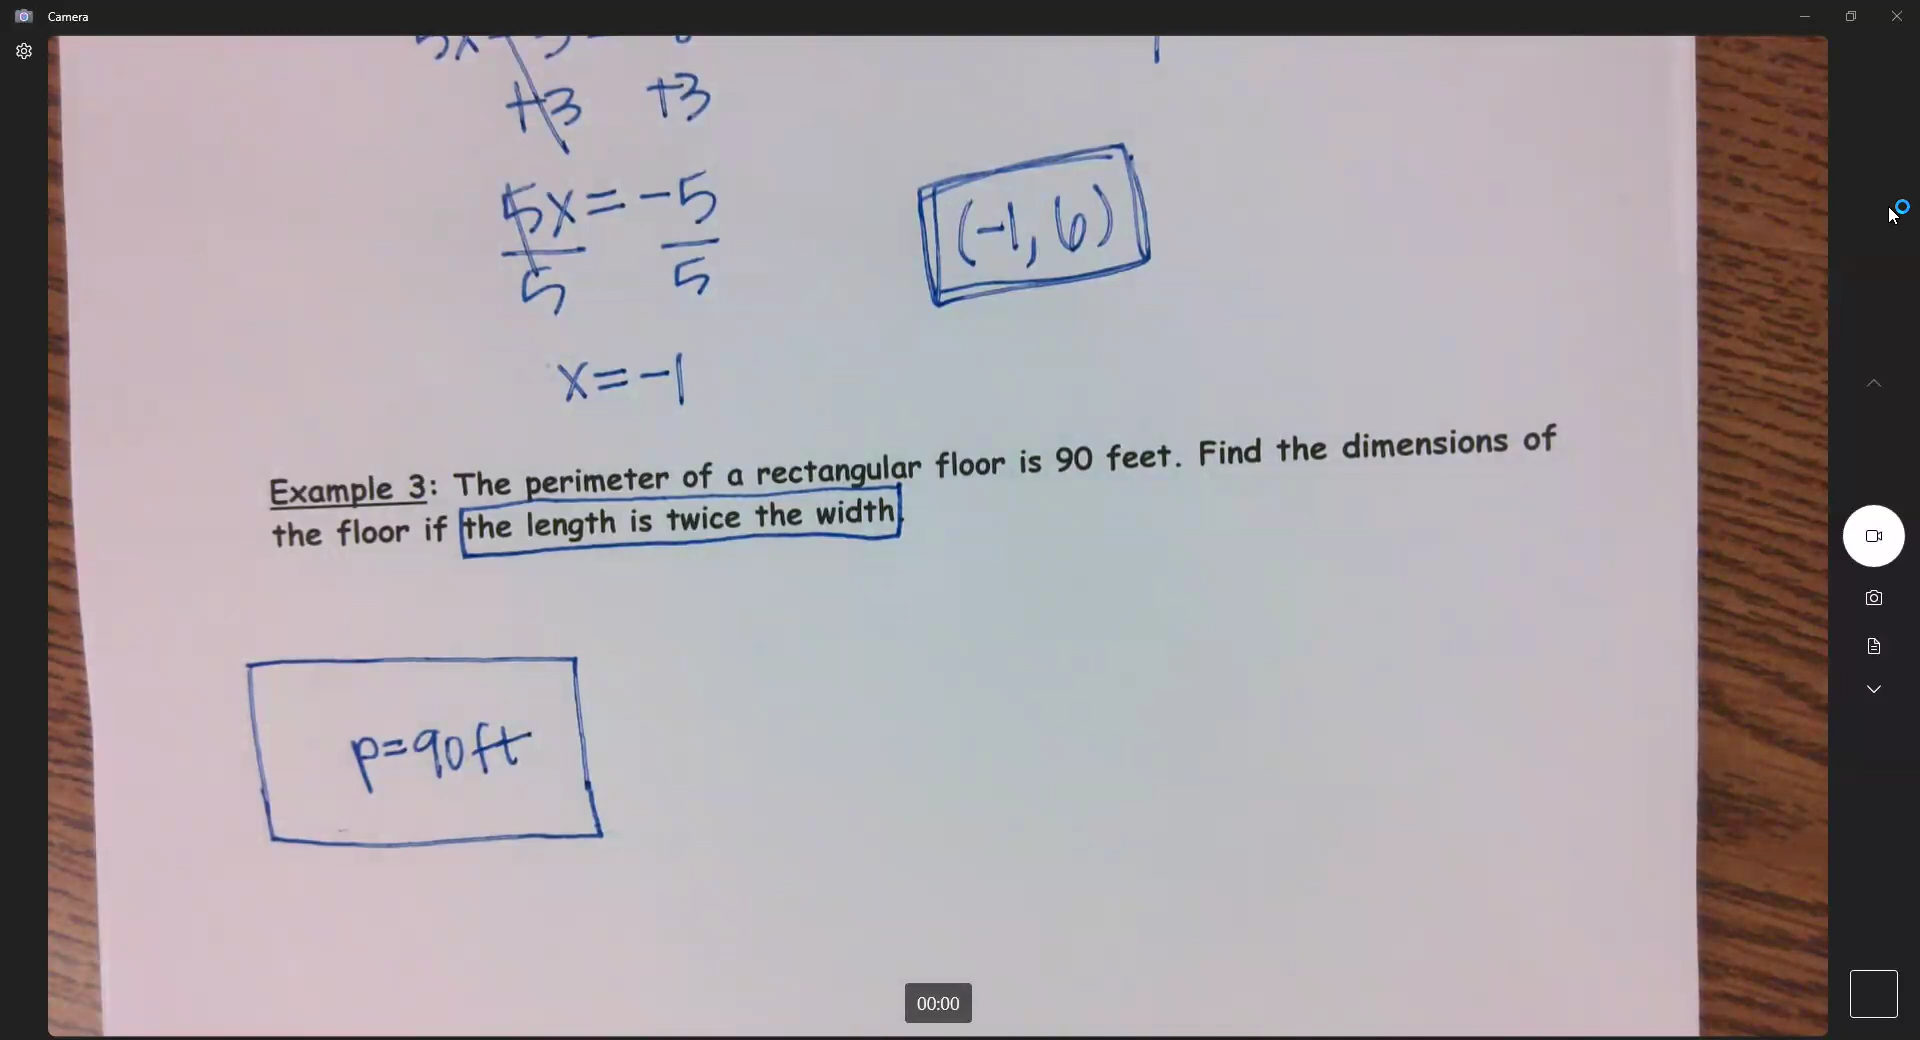 Camera
+3 +3
5x = -5
5 5
(-1, 6)
x = -1
Example 3: The perimeter of a rectangular floor is 90 feet. Find the dimensions of
the floor if the length is twice the width.
p=90ft
00:00